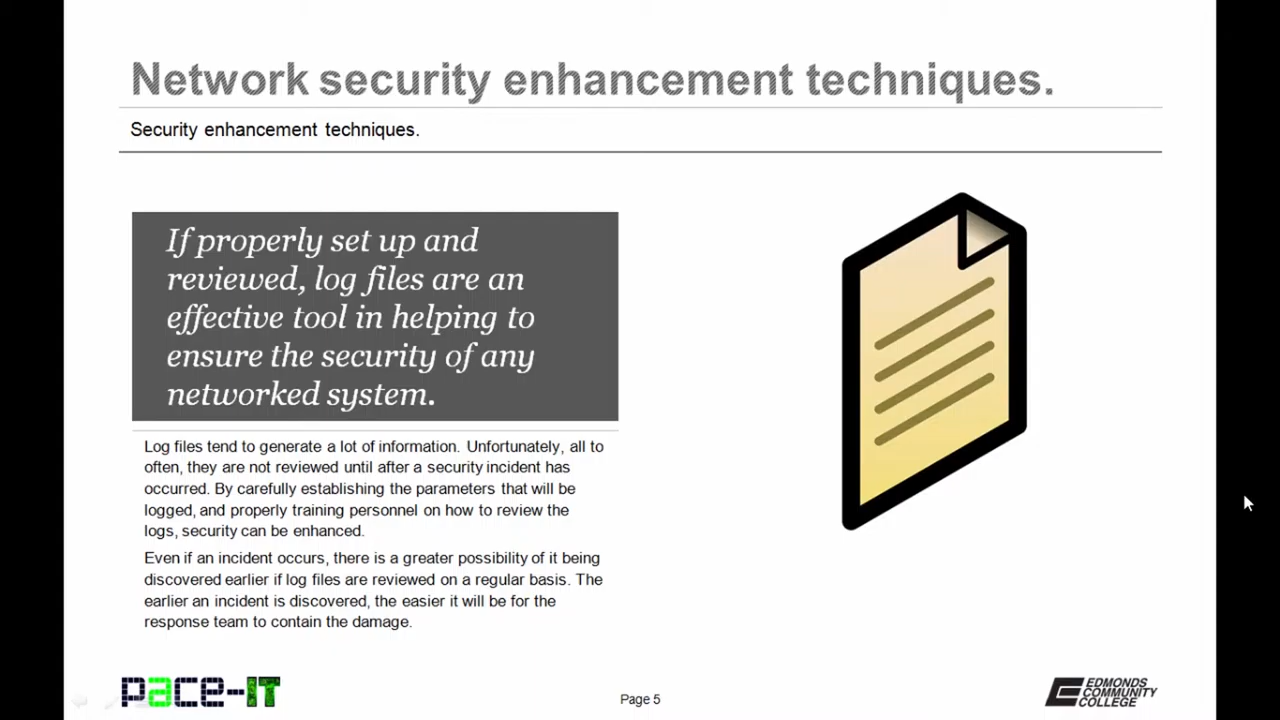 Network security enhancement techniques.
Security enhancement techniques.
If properly set up and
reviewed, log files are an
effective tool in helping to
ensure the security of any
networked system.
Log files tend to generate a lot of information. Unfortunately, all to
often, they are not reviewed until after a security incident has
occurred. By carefully establishing the parameters that will be
logged, and properly training personnel on how to review the
logs, security can be enhanced.
Even if an incident occurs, there is a greater possibility of it being
discovered earlier if log files are reviewed on a regular basis. The
earlier an incident is discovered, the easier it will be for the
response team to contain the damage.
pace-IT
Page 5
EDMONDS
COMMUNITY
COLLEGE